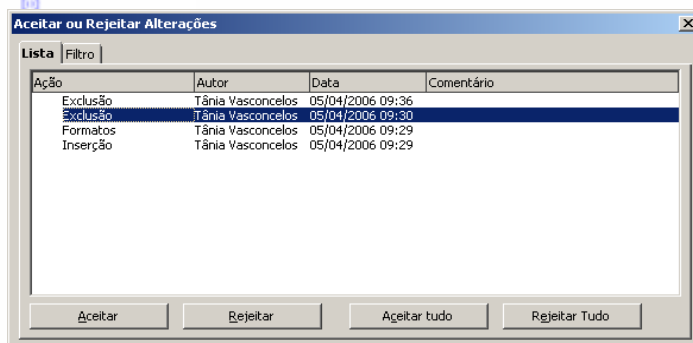 Aceitar ou Rejeitar Alterações
Lista Filtro
Ação Autor Data Comentário
Exclusão Tânia Vasconcelos 05/04/2006 09:36
Exclusão Tânia Vasconcelos 05/04/2006 09:30
Formatos Tânia Vasconcelos 05/04/2006 09:29
Inserção Tânia Vasconcelos 05/04/2006 09:29
Aceitar Rejeitar Aceitar tudo Rejeitar Tudo